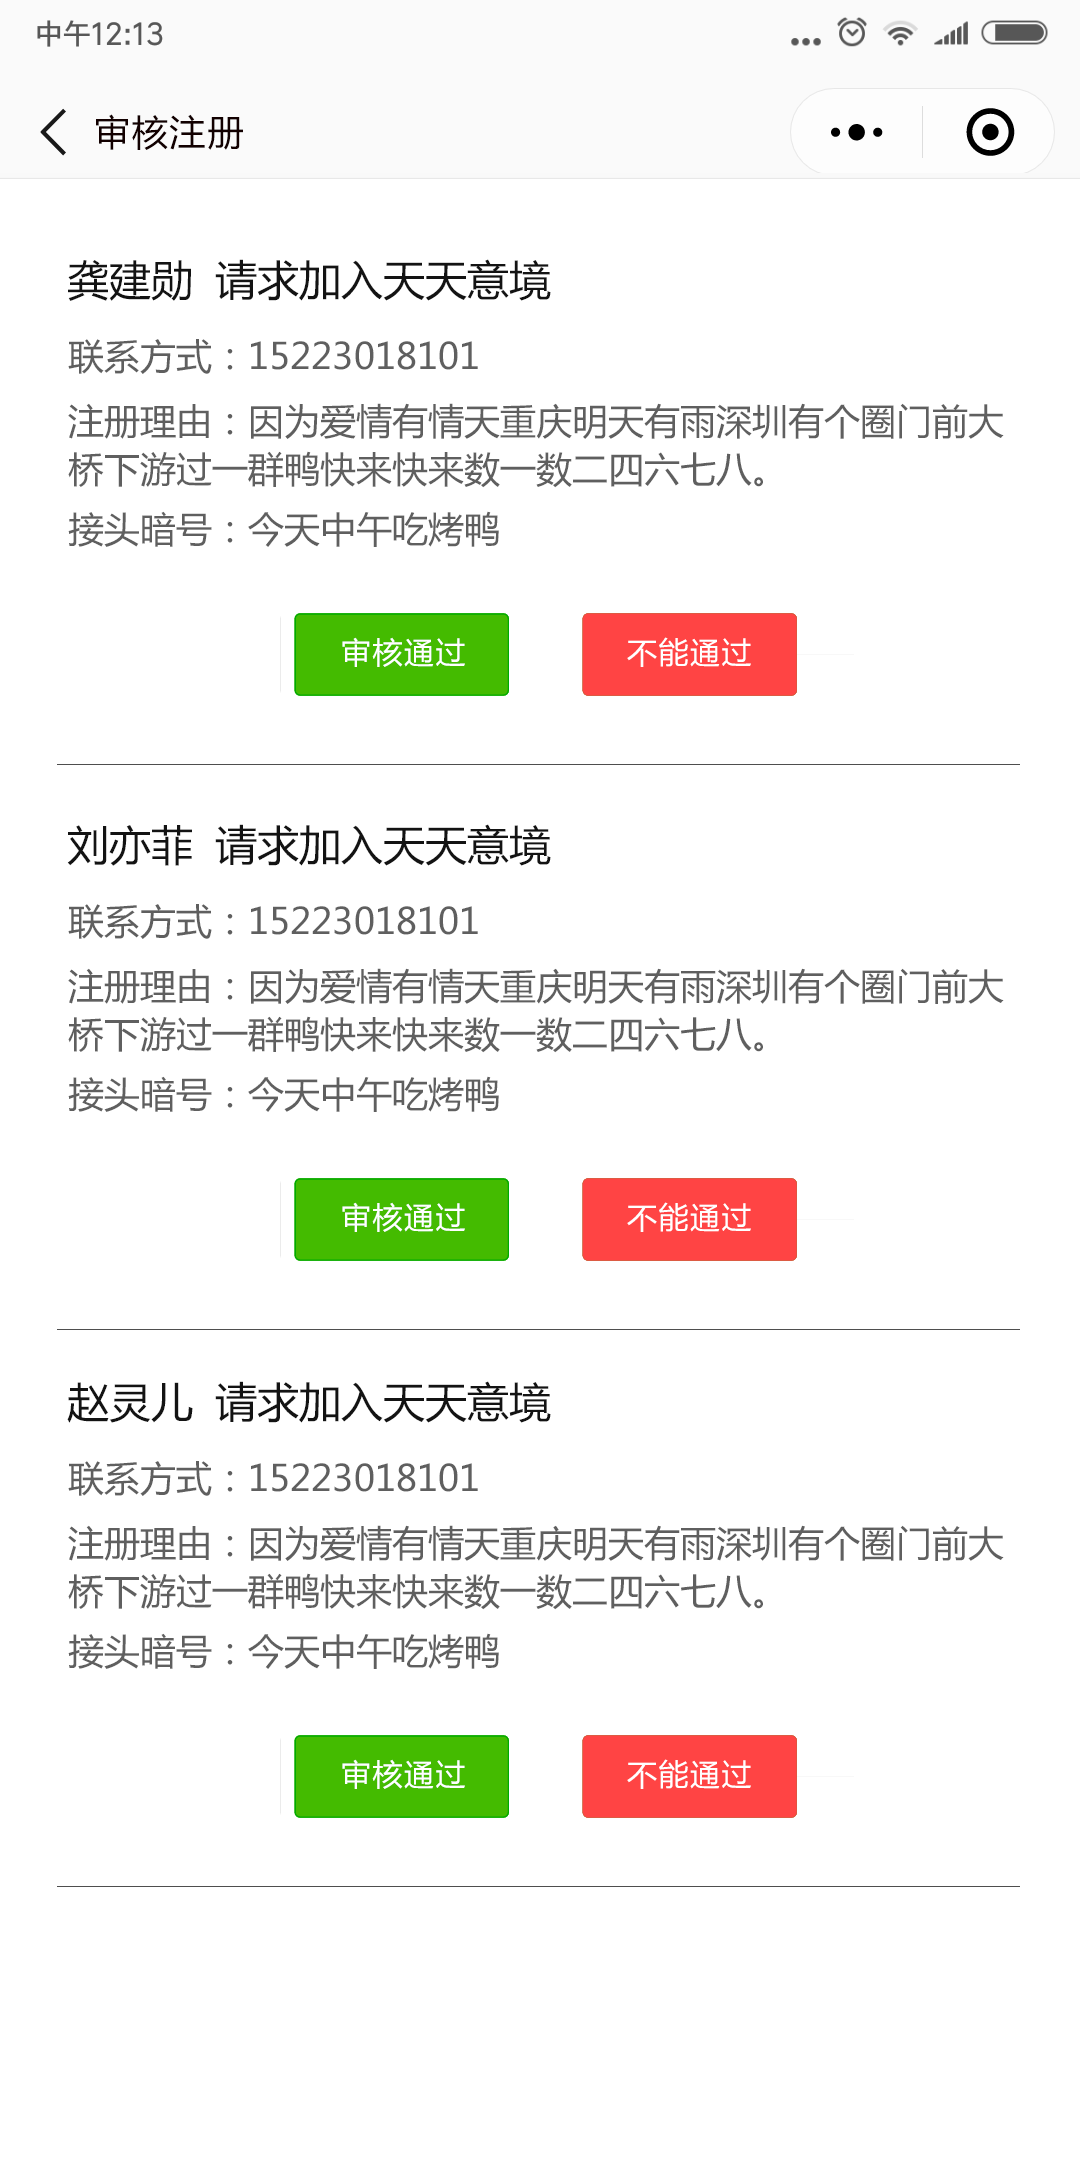 中午12:13
审核注册
龚建勋 请求加入天天意境
联系方式：15223018101
注册理由：因为爱情有情天重庆明天有雨深圳有个圈门前大
桥下游过一群鸭快来快来数一数二四六七八。
接头暗号：今天中午吃烤鸭
审核通过 不能通过
刘亦菲 请求加入天天意境
联系方式：15223018101
注册理由：因为爱情有情天重庆明天有雨深圳有个圈门前大
桥下游过一群鸭快来快来数一数二四六七八。
接头暗号：今天中午吃烤鸭
审核通过 不能通过
赵灵儿 请求加入天天意境
联系方式：15223018101
注册理由：因为爱情有情天重庆明天有雨深圳有个圈门前大
桥下游过一群鸭快来快来数一数二四六七八。
接头暗号：今天中午吃烤鸭
审核通过 不能通过